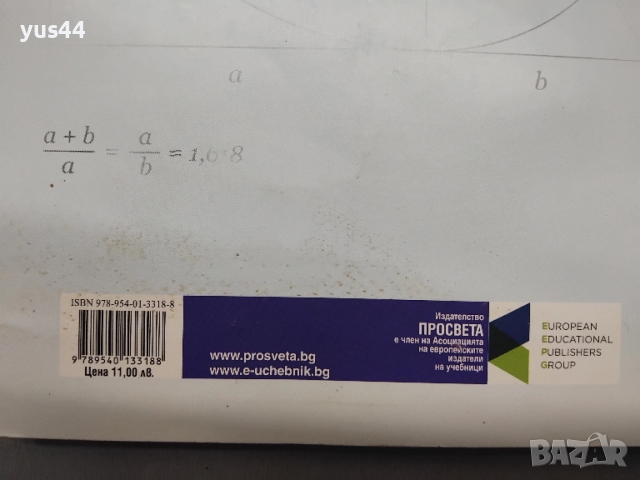 yus44
a
b
a + b
a
=
a
b
≈ 1,6 8
ISBN 978-954-01-3318-8
9 789540 133188
Цена 11,00 лв.
www.prosveta.bg
www.e-uchebnik.bg
Издателство
ПРОСВЕТА
е член на Асоциацията
на европейските
издатели
на учебници
EUROPEAN
EDUCATIONAL
PUBLISHERS
GROUP
BAZAR